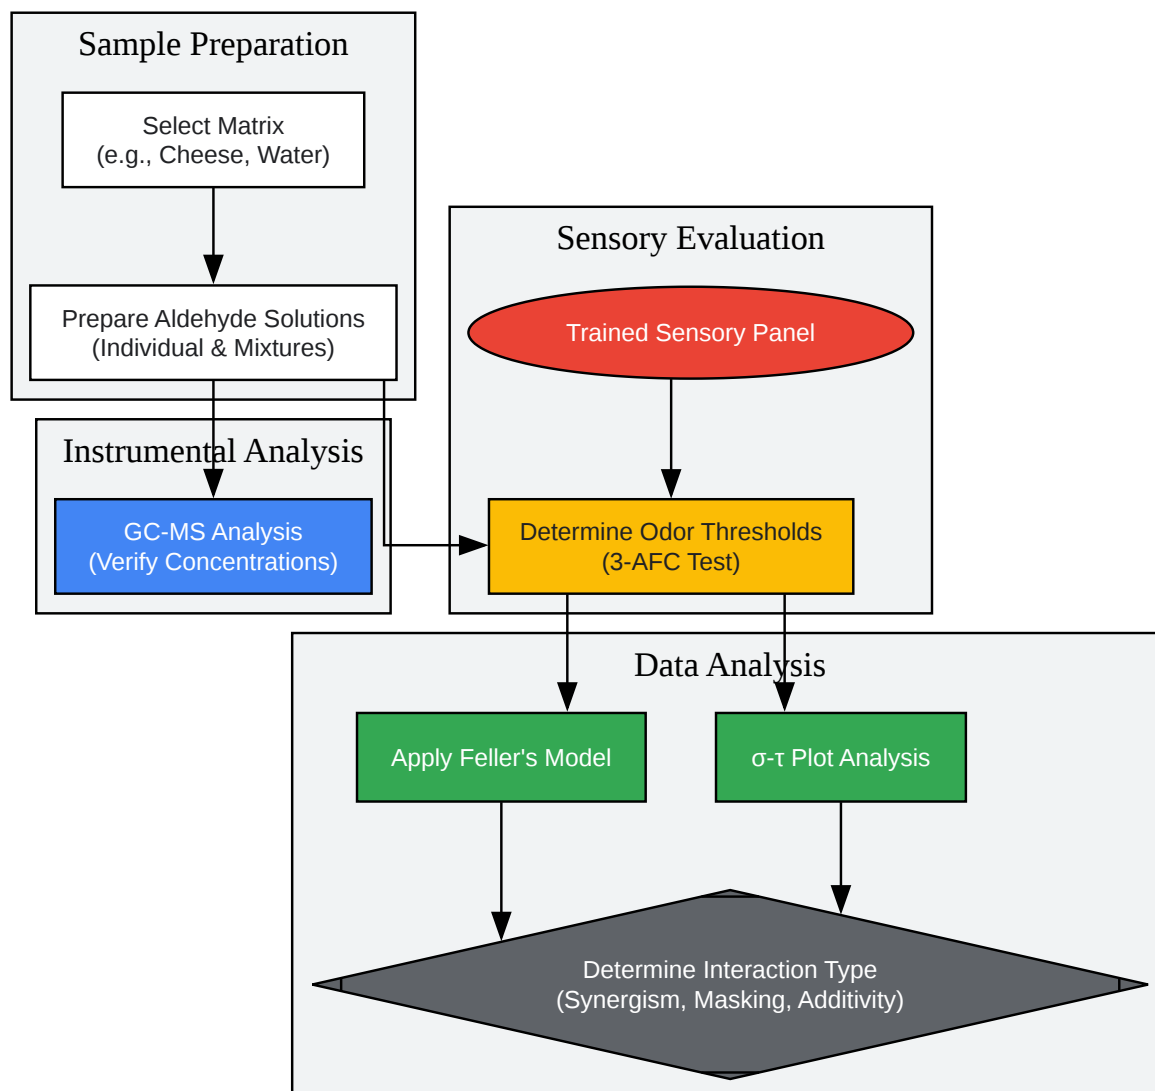 Sample Preparation
Select Matrix
(e.g., Cheese, Water)
Prepare Aldehyde Solutions
(Individual & Mixtures)
Instrumental Analysis
GC-MS Analysis
(Verify Concentrations)
Sensory Evaluation
Trained Sensory Panel
Determine Odor Thresholds
(3-AFC Test)
Data Analysis
Apply Feller's Model
σ-τ Plot Analysis
Determine Interaction Type
(Synergism, Masking, Additivity)